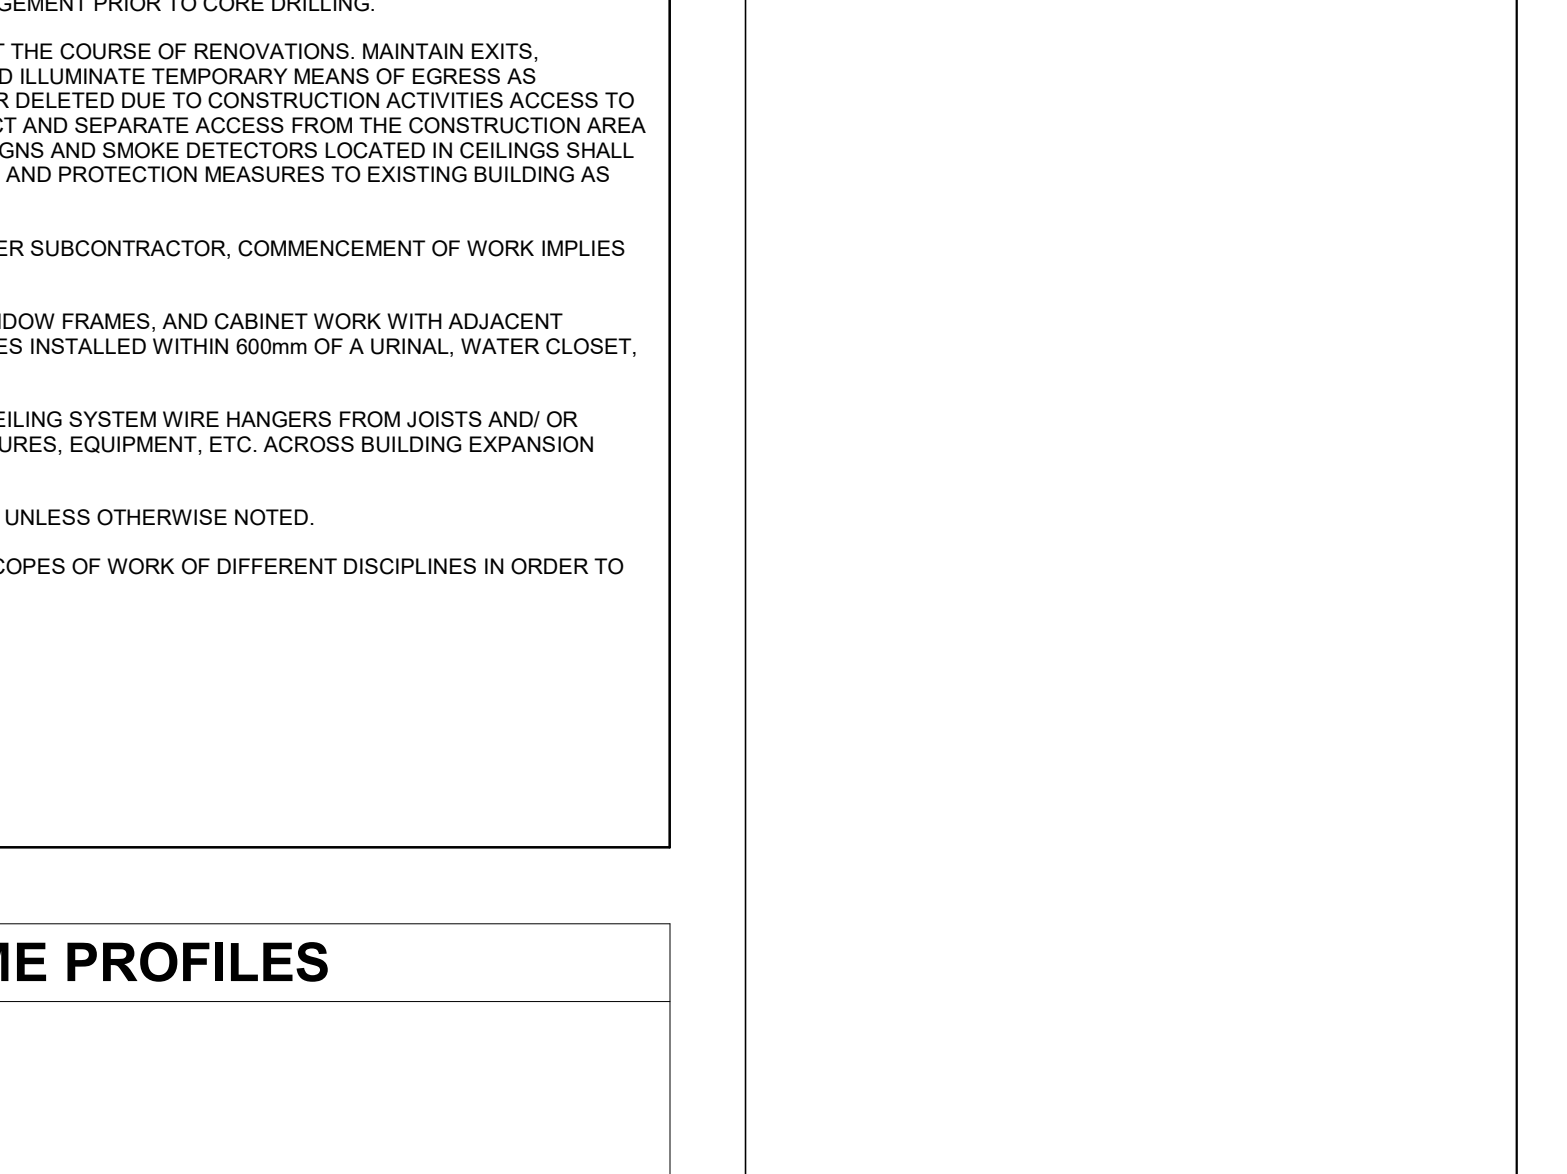 GEMENT PRIOR TO CORE DRILLING.
T THE COURSE OF RENOVATIONS. MAINTAIN EXITS,
D ILLUMINATE TEMPORARY MEANS OF EGRESS AS
R DELETED DUE TO CONSTRUCTION ACTIVITIES ACCESS TO
CT AND SEPARATE ACCESS FROM THE CONSTRUCTION AREA
GNS AND SMOKE DETECTORS LOCATED IN CEILINGS SHALL
AND PROTECTION MEASURES TO EXISTING BUILDING AS
ER SUBCONTRACTOR, COMMENCEMENT OF WORK IMPLIES
NDOW FRAMES, AND CABINET WORK WITH ADJACENT
ES INSTALLED WITHIN 600mm OF A URINAL, WATER CLOSET,
EILING SYSTEM WIRE HANGERS FROM JOISTS AND/ OR
URES, EQUIPMENT, ETC. ACROSS BUILDING EXPANSION
UNLESS OTHERWISE NOTED.
COPES OF WORK OF DIFFERENT DISCIPLINES IN ORDER TO
ME PROFILES